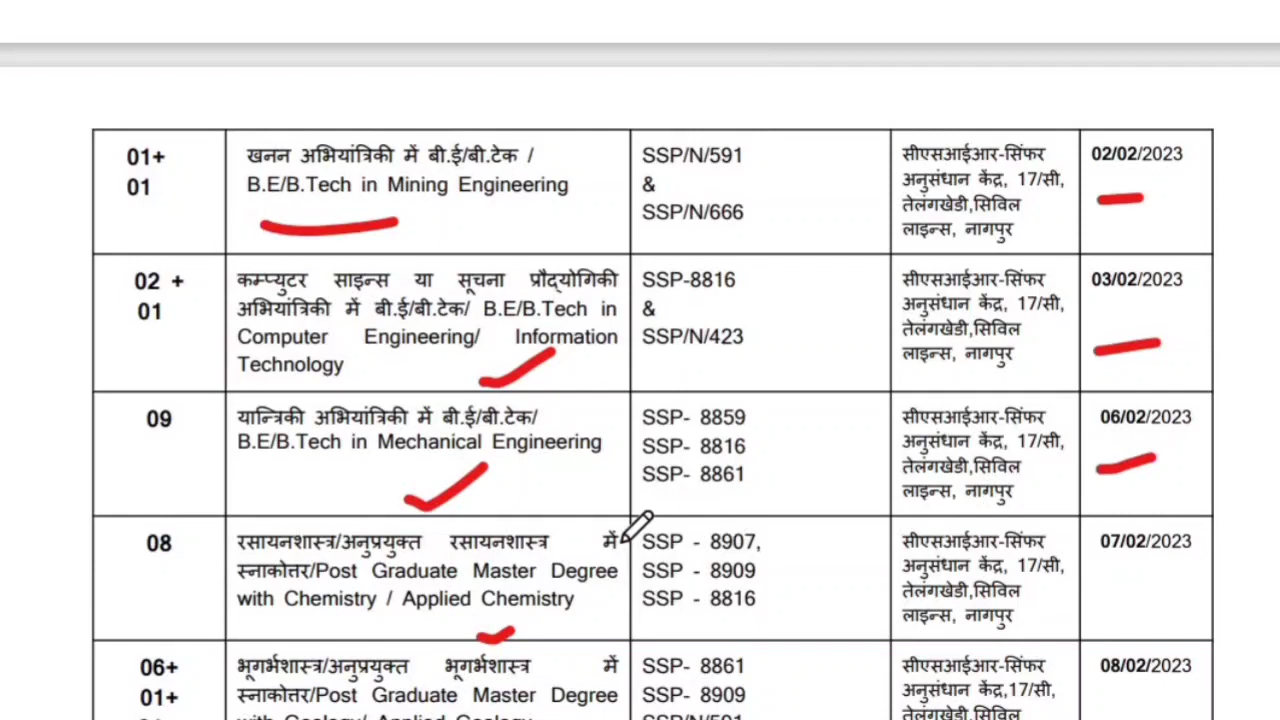 01+
01
खनन अभियांत्रिकी में बी.ई/बी.टेक /
B.E/B.Tech in Mining Engineering
SSP/N/591
&
SSP/N/666
सीएसआईआर-सिंफर
अनुसंधान केंद्र, 17/सी,
तेलंगखेडी,सिविल
लाइन्स, नागपुर
02/02/2023
02 +
01
कम्प्युटर साइन्स या सूचना प्रौद्योगिकी
अभियांत्रिकी में बी.ई/बी.टेक/ B.E/B.Tech in
Computer Engineering/ Information
Technology
SSP-8816
&
SSP/N/423
सीएसआईआर-सिंफर
अनुसंधान केंद्र, 17/सी,
तेलंगखेडी,सिविल
लाइन्स, नागपुर
03/02/2023
09
यान्त्रिकी अभियांत्रिकी में बी.ई/बी.टेक/
B.E/B.Tech in Mechanical Engineering
SSP- 8859
SSP- 8816
SSP- 8861
सीएसआईआर-सिंफर
अनुसंधान केंद्र, 17/सी,
तेलंगखेडी,सिविल
लाइन्स, नागपुर
06/02/2023
08
रसायनशास्त्र/अनुप्रयुक्त रसायनशास्त्र में
स्नाकोत्तर/Post Graduate Master Degree
with Chemistry / Applied Chemistry
SSP - 8907,
SSP - 8909
SSP - 8816
सीएसआईआर-सिंफर
अनुसंधान केंद्र, 17/सी,
तेलंगखेडी,सिविल
लाइन्स, नागपुर
07/02/2023
06+
01+
भूगर्भशास्त्र/अनुप्रयुक्त भूगर्भशास्त्र में
स्नाकोत्तर/Post Graduate Master Degree
SSP- 8861
SSP- 8909
सीएसआईआर-सिंफर
अनुसंधान केंद्र,17/सी,
08/02/2023